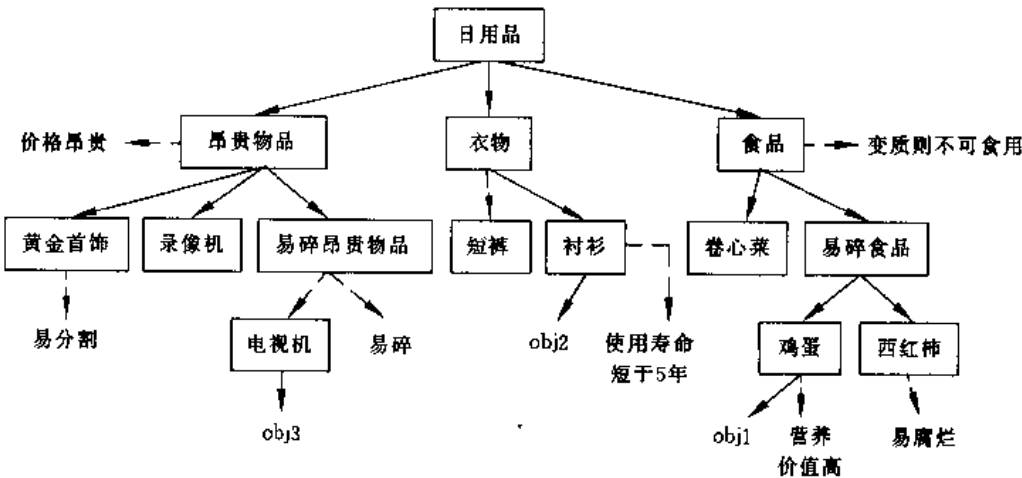 日用品
价格昂贵
昂贵物品
衣物
食品
变质则不可食用
黄金首饰
录像机
易碎昂贵物品
短裤
衬衫
卷心菜
易碎食品
易分割
电视机
易碎
obj2
使用寿命
短于5年
鸡蛋
西红柿
obj3
obj1
营养
价值高
易腐烂